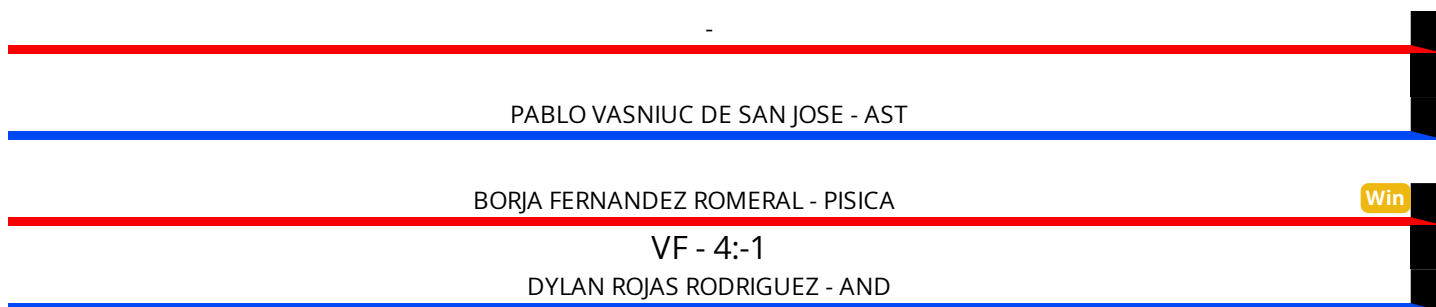 -
PABLO VASNIUC DE SAN JOSE - AST
BORJA FERNANDEZ ROMERAL - PISICA
Win
VF - 4:-1
DYLAN ROJAS RODRIGUEZ - AND